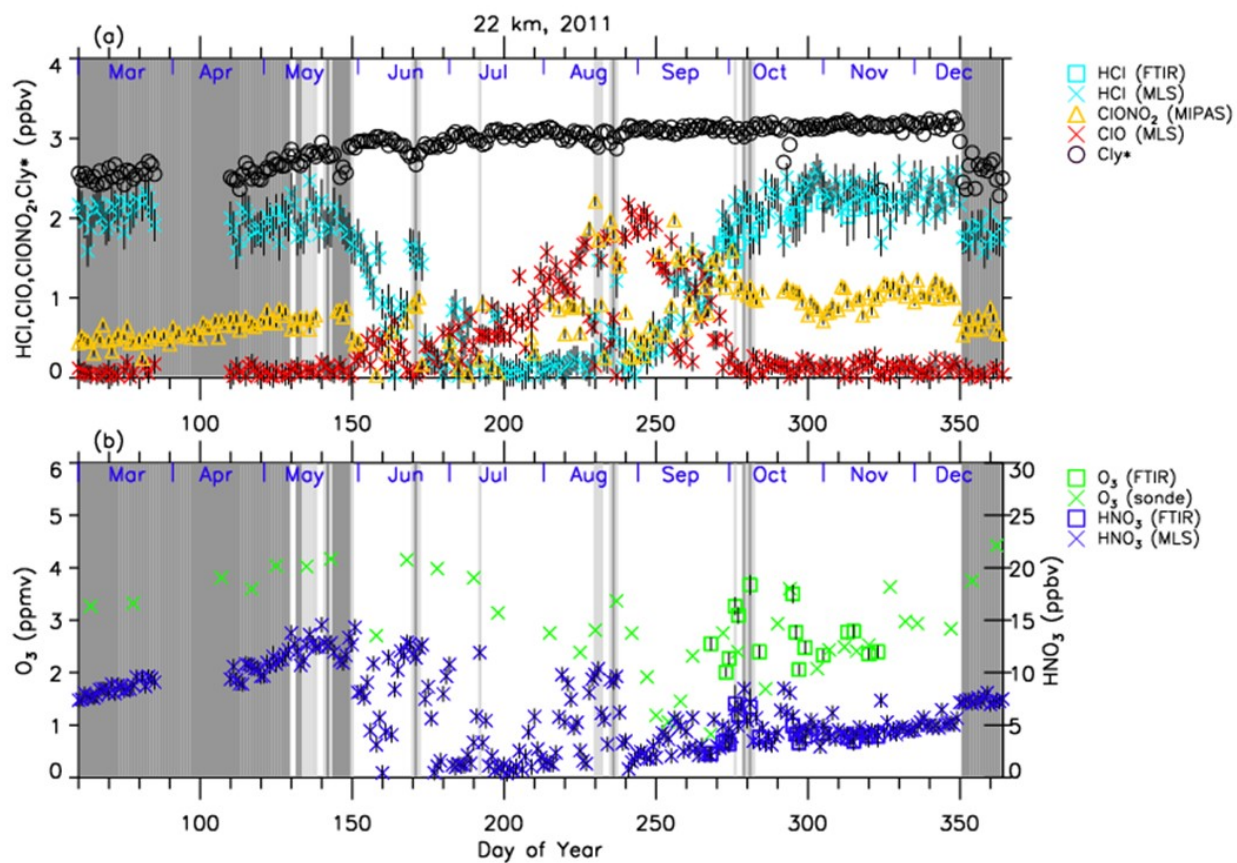 22 km, 2011
(a)
Mar Apr May Jun Jul Aug Sep Oct Nov Dec
HCl,ClO,ClONO₂,Cly* (ppbv)
4
3
2
1
0
100 150 200 250 300 350
HCl (FTIR)
HCl (MLS)
ClONO₂ (MIPAS)
ClO (MLS)
Cly*
(b)
Mar Apr May Jun Jul Aug Sep Oct Nov Dec
O₃ (ppmv)
6
5
4
3
2
1
0
30
25
20
15
10
5
0
HNO₃ (ppbv)
100 150 200 250 300 350
Day of Year
O₃ (FTIR)
O₃ (sonde)
HNO₃ (FTIR)
HNO₃ (MLS)